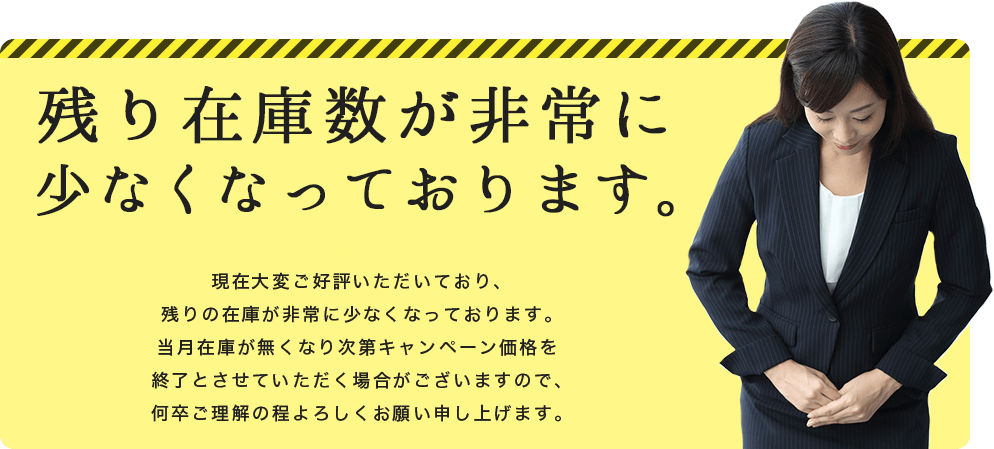 残り在庫数が非常に
少なくなっております。
現在大変ご好評いただいており、
残りの在庫が非常に少なくなっております。
当月在庫が無くなり次第キャンペーン価格を
終了とさせていただく場合がございますので、
何卒ご理解の程よろしくお願い申し上げます。